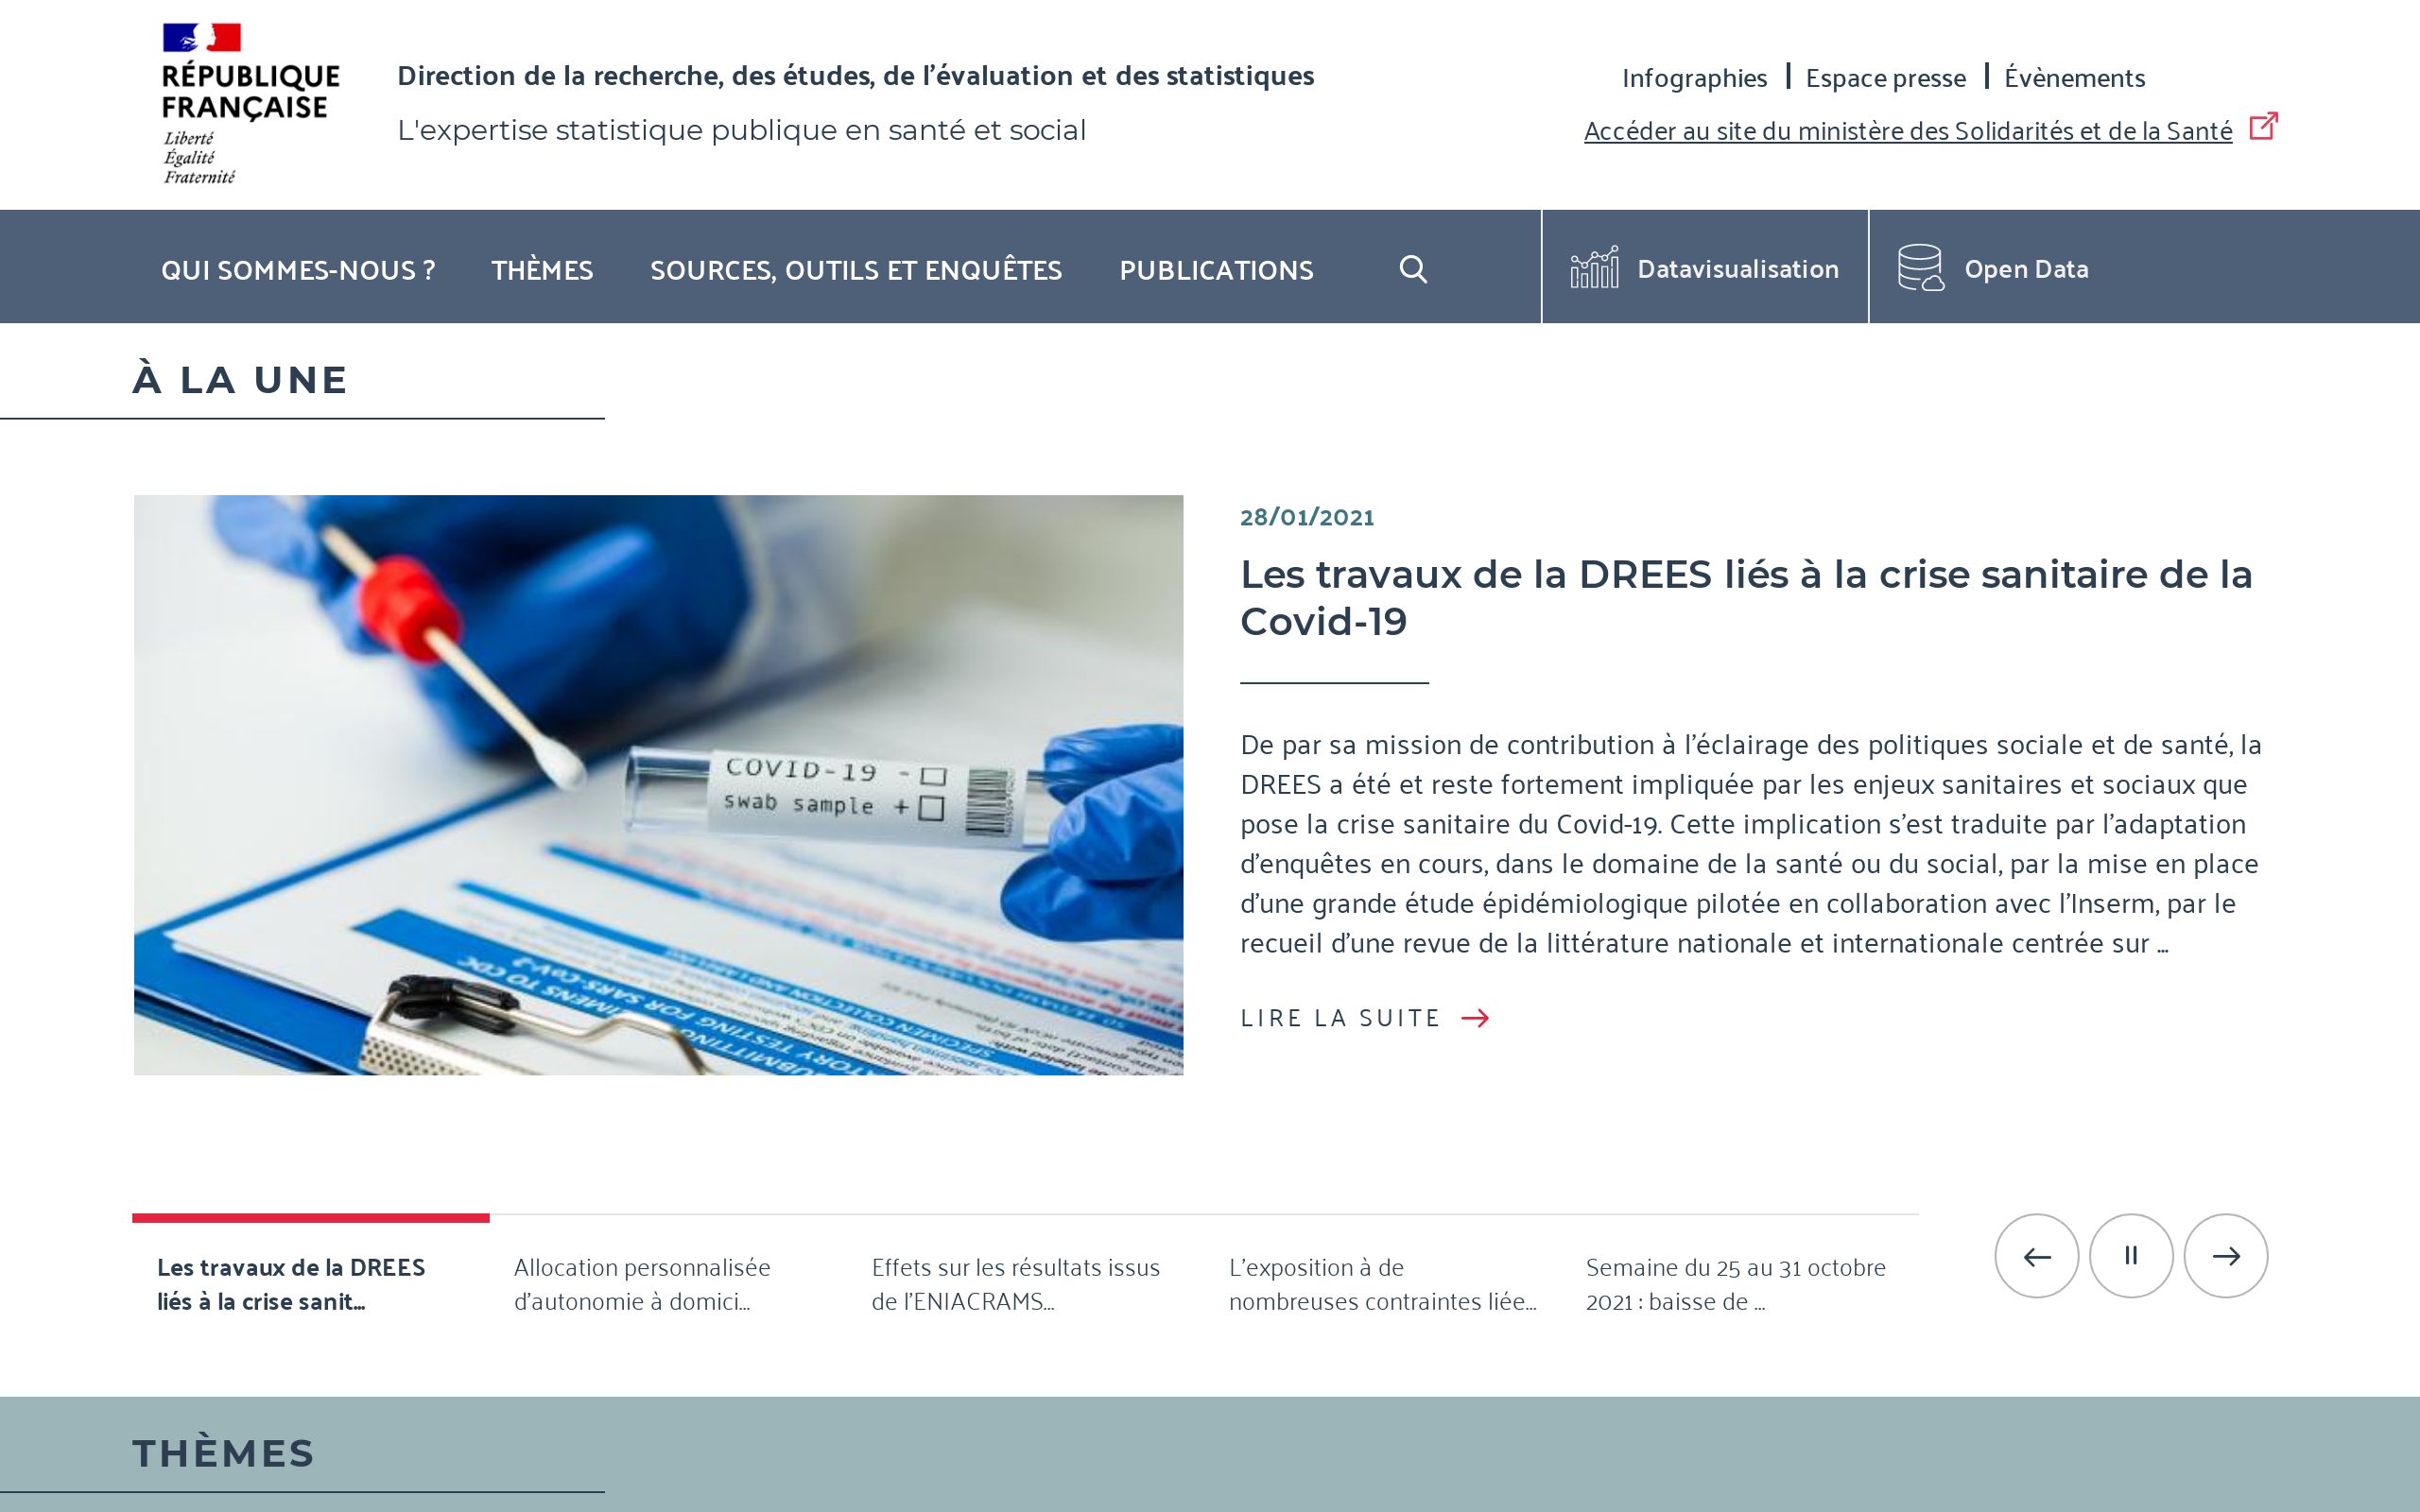 RÉPUBLIQUE
FRANÇAISE
Liberté
Égalité
Fraternité
Direction de la recherche, des études, de l'évaluation et des statistiques
L'expertise statistique publique en santé et social
Infographies
Espace presse
Évènements
Accéder au site du ministère des Solidarités et de la Santé
QUI SOMMES-NOUS ?
THÈMES
SOURCES, OUTILS ET ENQUÊTES
PUBLICATIONS
Datavisualisation
Open Data
À LA UNE
COVID-19 -
swab sample +
28/01/2021
Les travaux de la DREES liés à la crise sanitaire de la
Covid-19
De par sa mission de contribution à l'éclairage des politiques sociale et de santé, la
DREES a été et reste fortement impliquée par les enjeux sanitaires et sociaux que
pose la crise sanitaire du Covid-19. Cette implication s'est traduite par l'adaptation
d'enquêtes en cours, dans le domaine de la santé ou du social, par la mise en place
d'une grande étude épidémiologique pilotée en collaboration avec l'Inserm, par le
recueil d'une revue de la littérature nationale et internationale centrée sur ...
LIRE LA SUITE
Les travaux de la DREES
liés à la crise sanit...
Allocation personnalisée
d'autonomie à domici...
Effets sur les résultats issus
de l'ENIACRAMS...
L'exposition à de
nombreuses contraintes liée...
Semaine du 25 au 31 octobre
2021 : baisse de ...
THÈMES